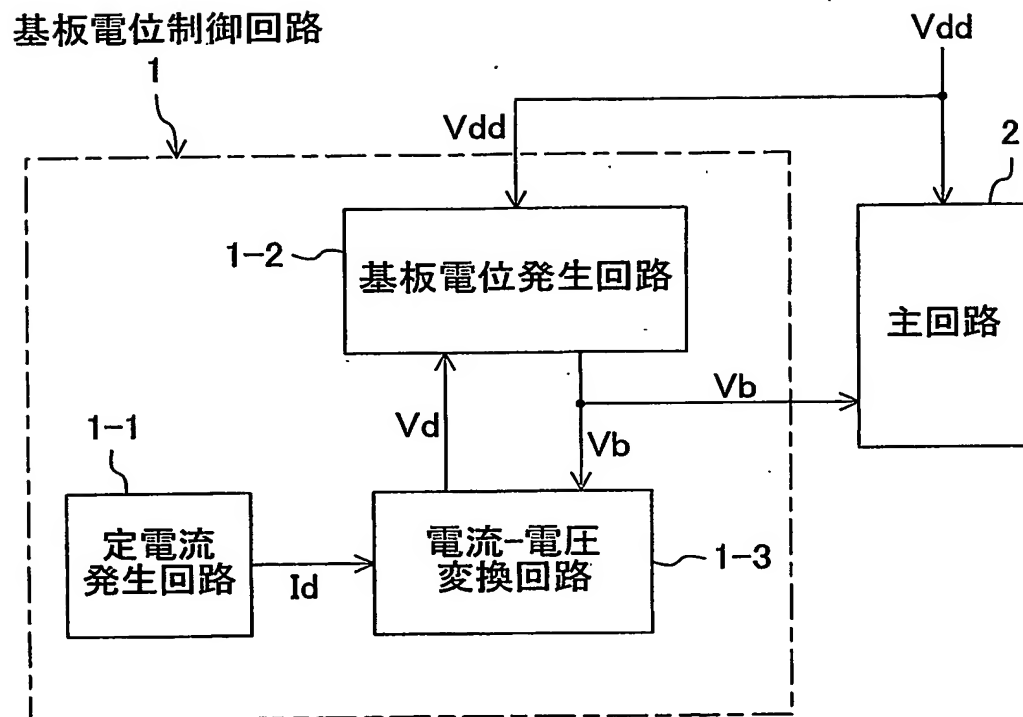 基板電位制御回路
1
Vdd
Vdd
2
1-2
基板電位発生回路
主回路
Vb
Vd
Vb
1-1
定電流
発生回路
Id
電流-電圧
変換回路
1-3